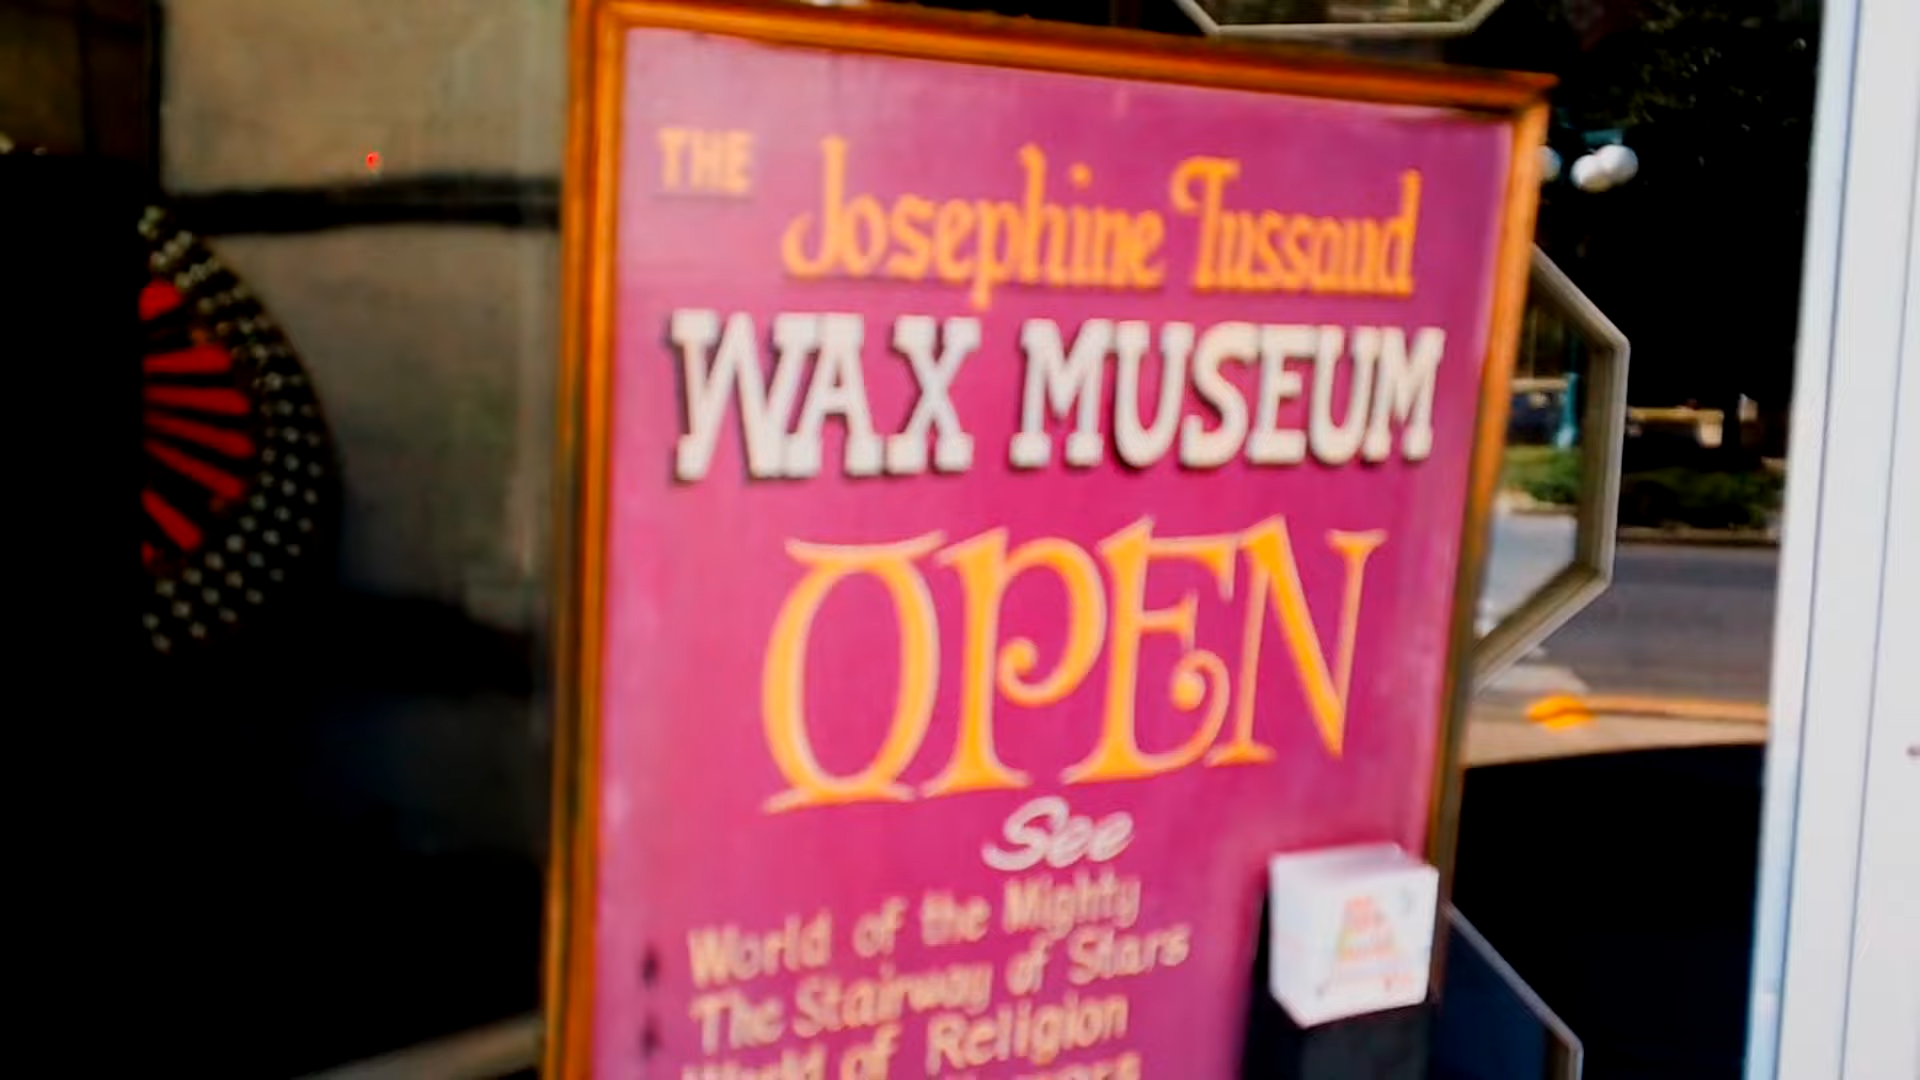 THE
Josephine Tussaud
WAX MUSEUM
OPEN
See
World of the Mighty
The Stairway of Stars
World of Religion